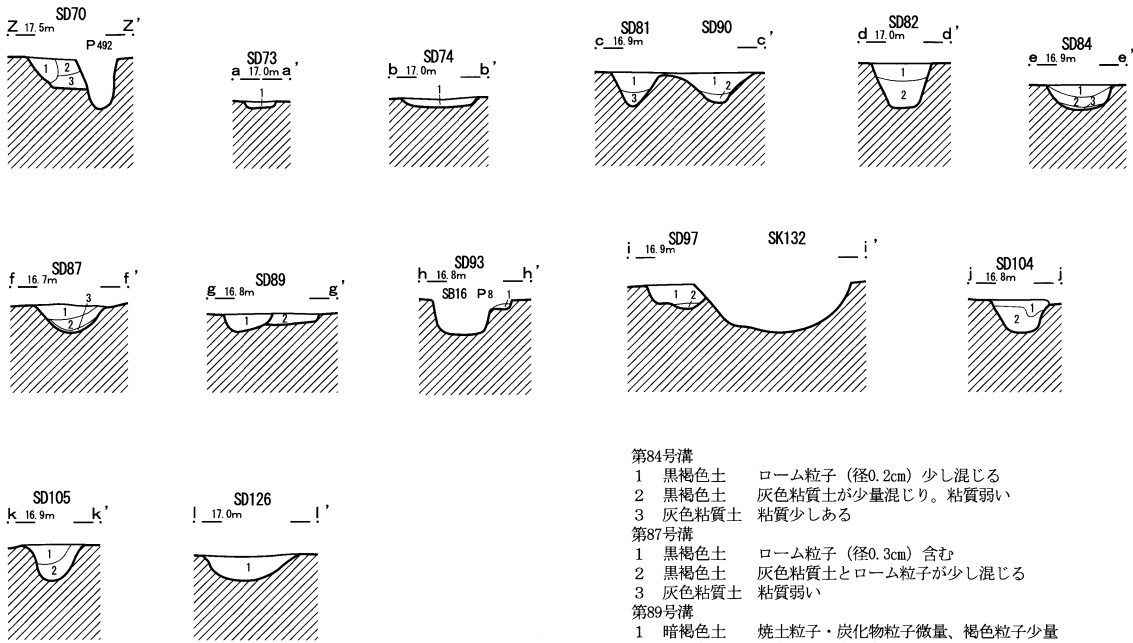 SD70
Z 17.5m Z'
P492
1 2
3
SD73
a 17.0m a'
1
SD74
b 17.0m b'
1
SD81 SD90
c 16.9m c'
1 1 2
3
SD82
d 17.0m d'
1
2
SD84
e 16.9m e'
1
2 3
SD87
f 16.7m f'
3
1
2
SD89
g 16.8m g'
1 2
SD93
h 16.8m h'
SB16 P8 1
SD97 SK132
i 16.9m i'
1 2
SD104
j 16.8m j'
1
2
SD105
k 16.9m k'
1
2
SD126
l 17.0m l'
1
第84号溝
1 黒褐色土 ローム粒子（径0.2cm）少し混じる
2 黒褐色土 灰色粘質土が少量混じり。粘質弱い
3 灰色粘質土 粘質少しある
第87号溝
1 黒褐色土 ローム粒子（径0.3cm）含む
2 黒褐色土 灰色粘質土とローム粒子が少し混じる
3 灰色粘質土 粘質弱い
第89号溝
1 暗褐色土 焼土粒子・炭化物粒子微量、褐色粒子少量